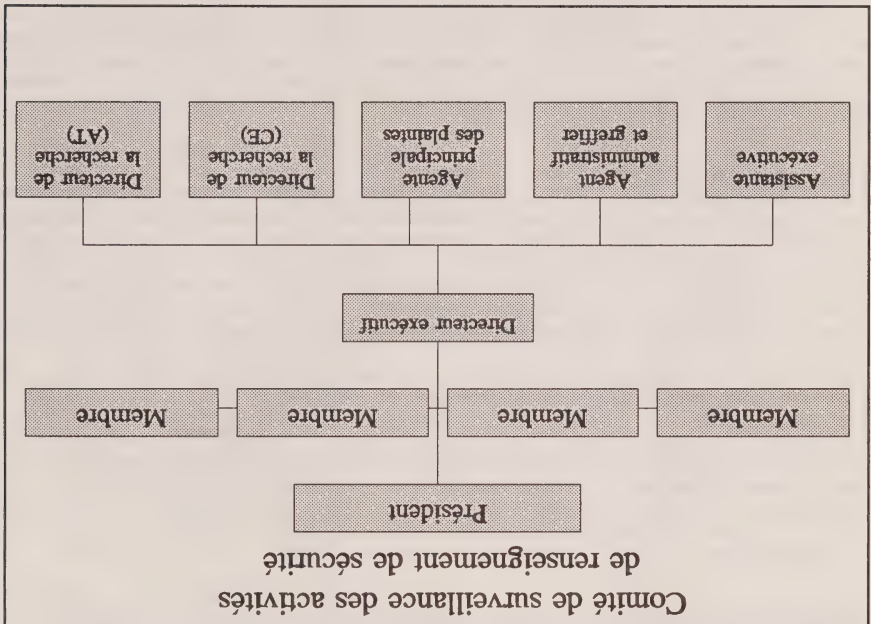 Comité de surveillance des activités
de renseignement de sécurité
Président
Membre
Membre
Membre
Membre
Directeur exécutif
Assistante
exécutive
Agent
administratif
et greffier
Agente
principale
des plaintes
Directeur de
la recherche
(CE)
Directeur de
la recherche
(AT)